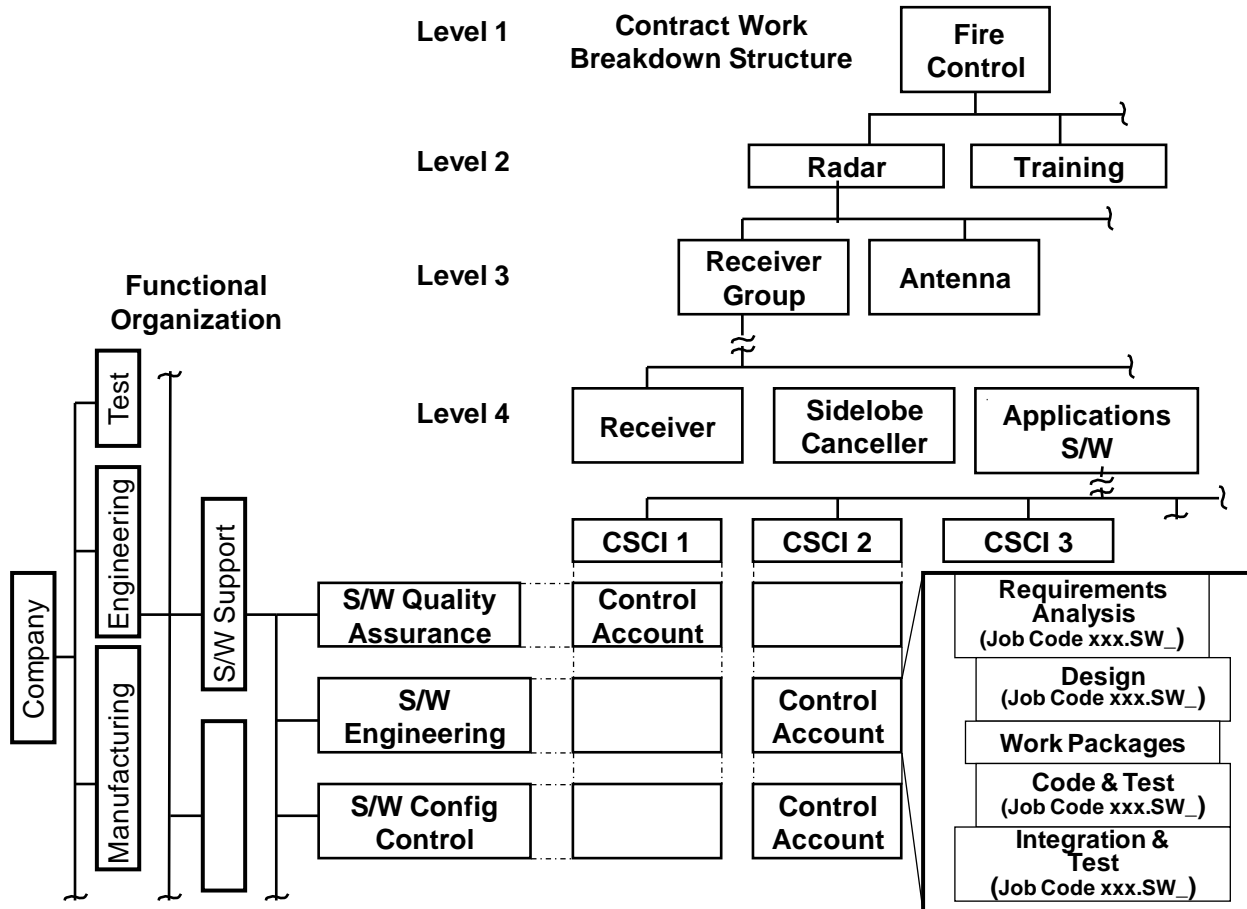 Level 1
Contract Work
Breakdown Structure
Fire
Control
Level 2
Radar
Training
Level 3
Receiver
Group
Antenna
Functional
Organization
Level 4
Receiver
Sidelobe
Canceller
Applications
S/W
CSCI 1
CSCI 2
CSCI 3
Company
Test
Engineering
Manufacturing
S/W Support
S/W Quality
Assurance
Control
Account
S/W
Engineering
Control
Account
S/W Config
Control
Control
Account
Requirements
Analysis
(Job Code xxx.SW_)
Design
(Job Code xxx.SW_)
Work Packages
Code & Test
(Job Code xxx.SW_)
Integration &
Test
(Job Code xxx.SW_)